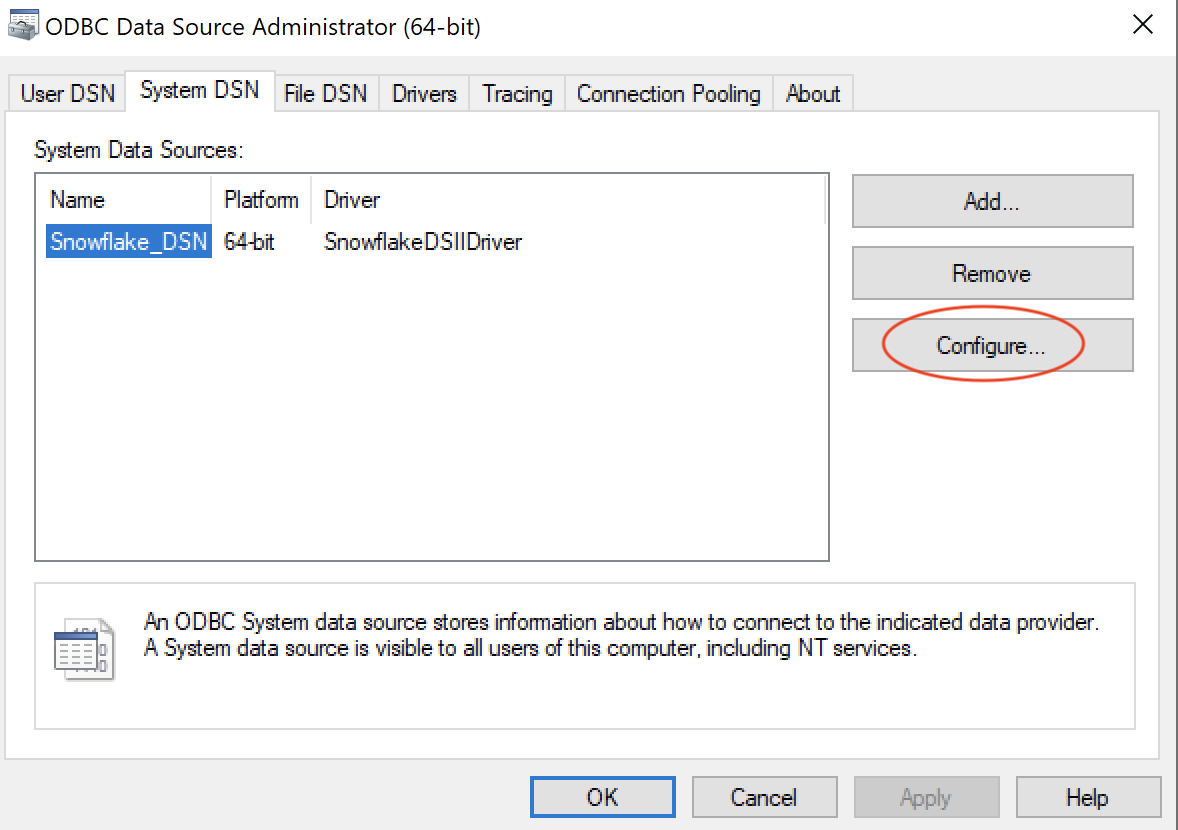 ODBC Data Source Administrator (64-bit)
User DSN System DSN File DSN Drivers Tracing Connection Pooling About
System Data Sources:
Name Platform Driver
Snowflake_DSN 64-bit SnowflakeDSIIDriver
Add...
Remove
Configure...
An ODBC System data source stores information about how to connect to the indicated data provider.
A System data source is visible to all users of this computer, including NT services.
OK Cancel Apply Help